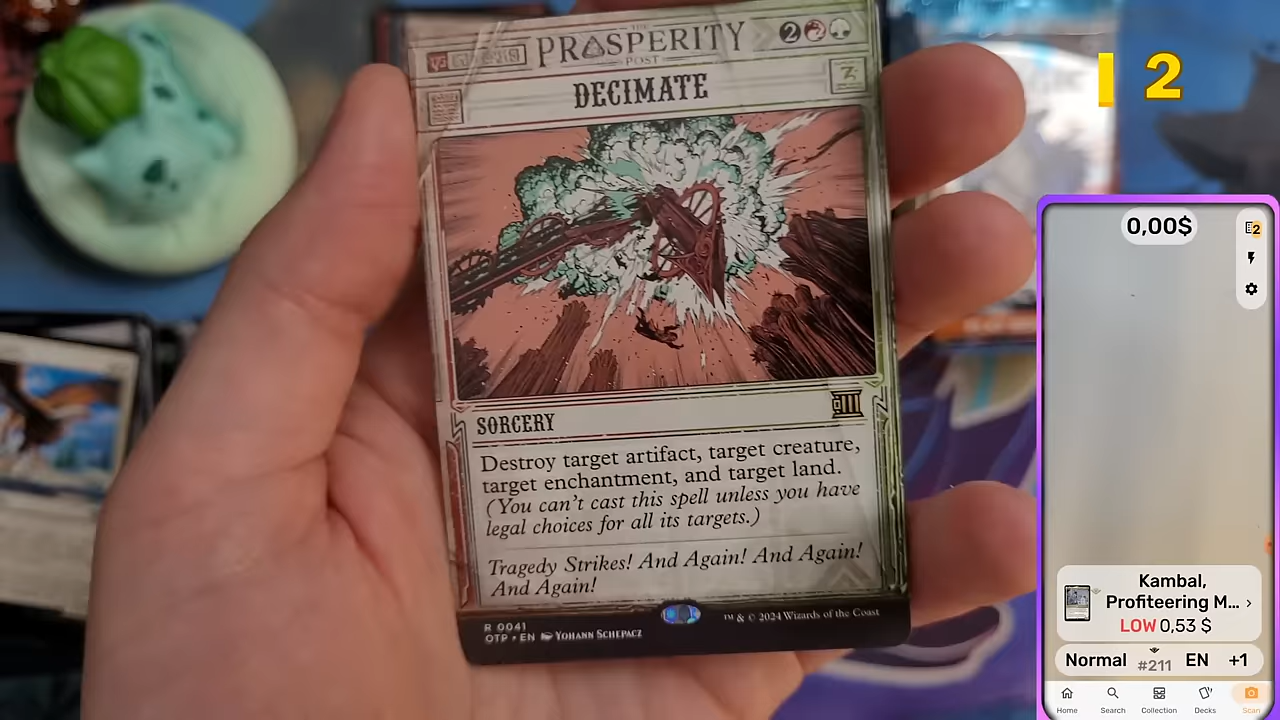 THE
PROSPERITY
POST
2
DECIMATE
SORCERY
Destroy target artifact, target creature,
target enchantment, and target land.
(You can't cast this spell unless you have
legal choices for all its targets.)
Tragedy Strikes! And Again! And Again!
And Again!
R 0041
OTP • EN YOHANN SCHEPACZ
™ & © 2024 Wizards of the Coast
| 2
0,00$
2
Kambal,
Profiteering M...
LOW 0,53 $
Normal #211 EN +1
Home Search Collection Decks Scan